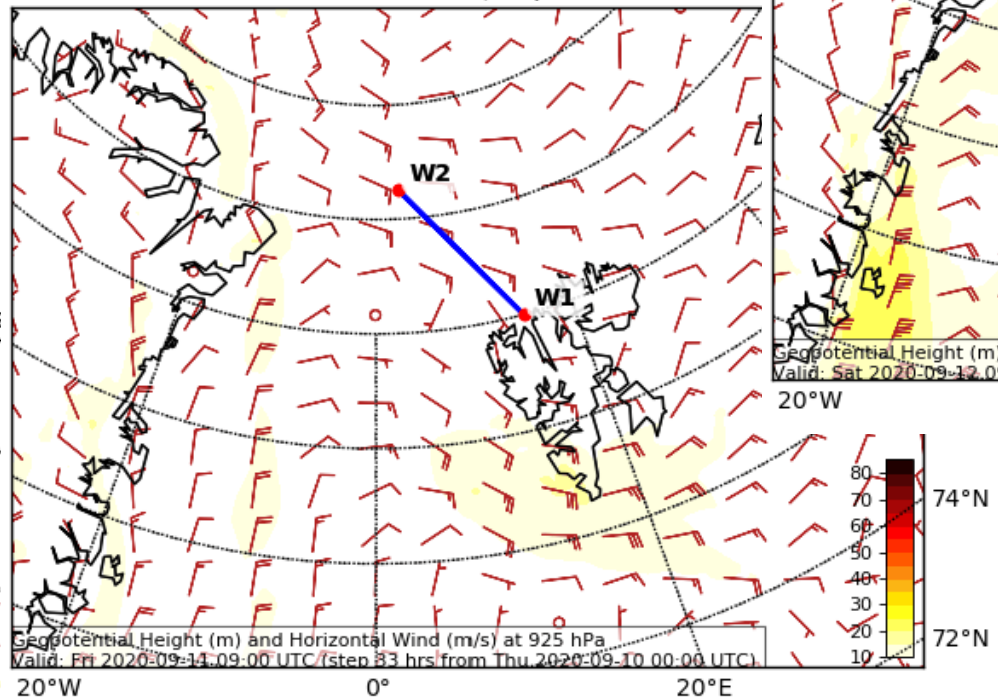 W2
W1
Geopotential Height (m) and Horizontal Wind (m/s) at 925 hPa
Valid: Fri 2020-09-11 09:00 UTC (step 33 hrs from Thu 2020-09-10 00:00 UTC)
20°W
0°
20°E
Geopotential Height (m)
Valid: Sat 2020-09-12 0
20°W
80
70
60
50
40
30
20
10
74°N
72°N